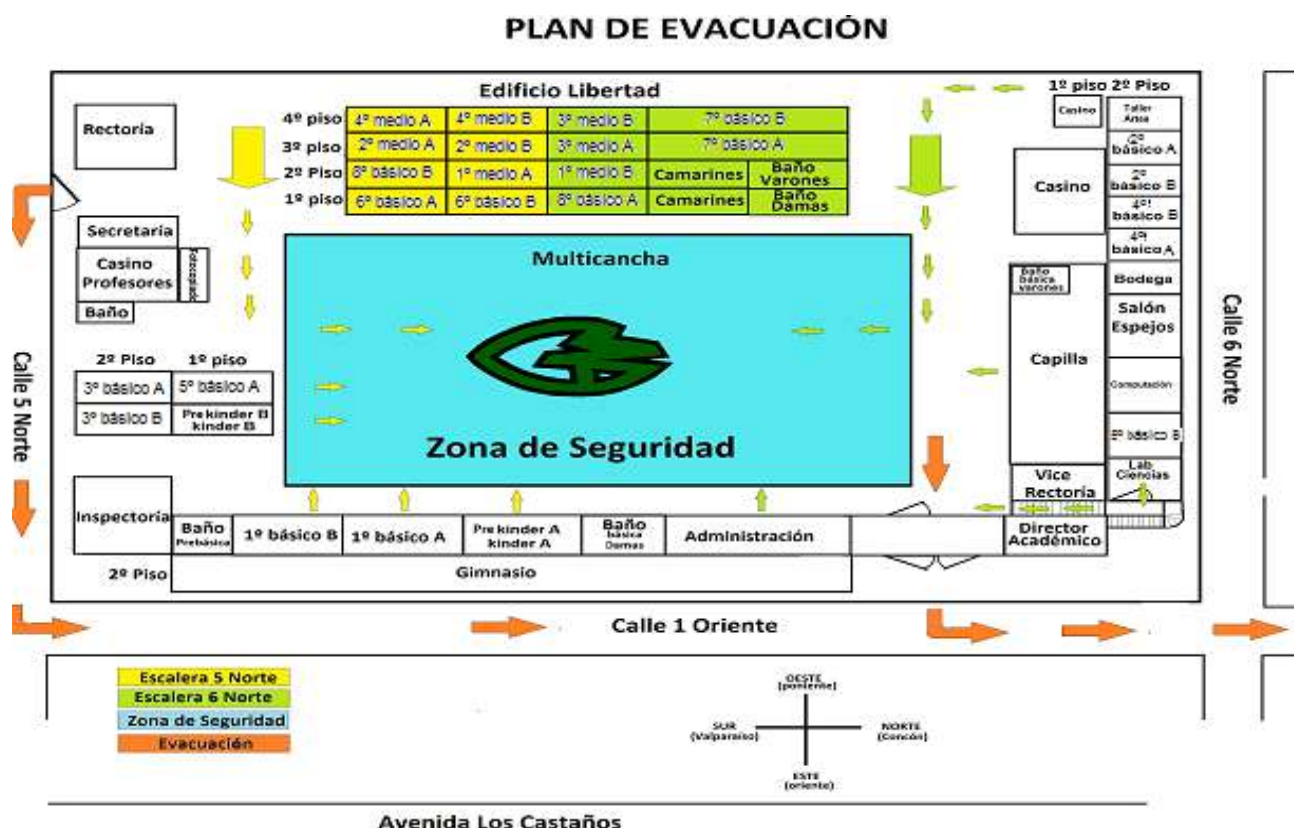 PLAN DE EVACUACIÓN
Edificio Libertad
1º piso 2º Piso
Rectoría
4º piso
4º medio A
4º medio B
3º medio B
7º básico B
3º piso
2º medio A
2º medio B
3º medio A
7º básico A
2º Piso
8º básico B
1º medio A
1º medio B
Camarines
Baño
Varones
1º piso
6º básico A
6º básico B
8º básico A
Camarines
Baño
Damas
Casino
Taller
Artes
básico A
2º
básico B
básico B
básico A
Casino
Secretaría
Casino
Profesores
Baño
Multicancha
Zona de Seguridad
Baño
básica
varones
Capilla
Bodega
Salón
Espejos
Computación
básico B
Lab
Ciencias
Vice
Rectoría
Director
Académico
Calle 5 Norte
Calle 6 Norte
2º Piso
1º piso
3º básico A
5º básico A
3º básico B
Prekinder B
kinder B
Inspectoría
Baño
Prebásica
1º básico B
1º básico A
Prekinder A
kinder A
Baño
básica
Damas
Administración
2º Piso
Gimnasio
Calle 1 Oriente
Escalera 5 Norte
Escalera 6 Norte
Zona de Seguridad
Evacuación
OESTE
(poniente)
SUR
(Valparaíso)
NORTE
(Concón)
ESTE
(oriente)
Avenida Los Castaños